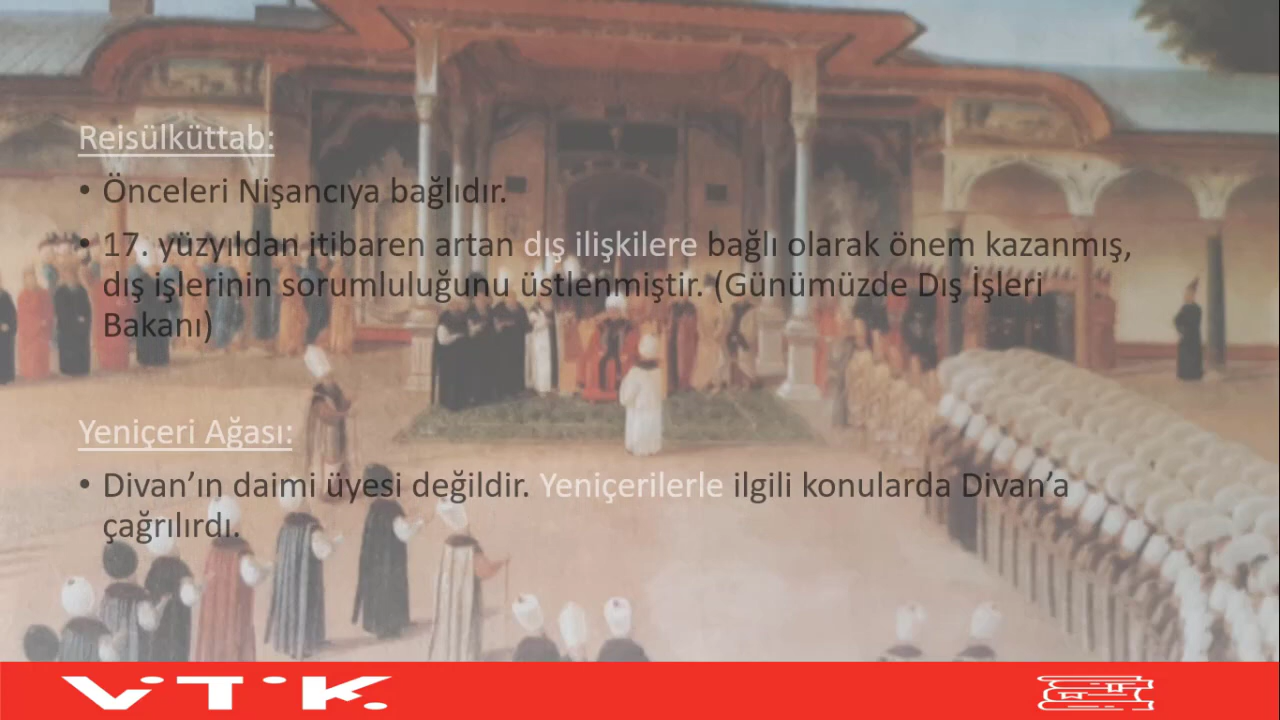 Reisülküttab:
• Önceleri Nişancıya bağlıdır.
• 17. yüzyıldan itibaren artan dış ilişkilere bağlı olarak önem kazanmış,
dış işlerinin sorumluluğunu üstlenmiştir. (Günümüzde Dış İşleri
Bakanı)
Yeniçeri Ağası:
• Divan’ın daimi üyesi değildir. Yeniçerilerle ilgili konularda Divan’a
çağrılırdı.
VTK